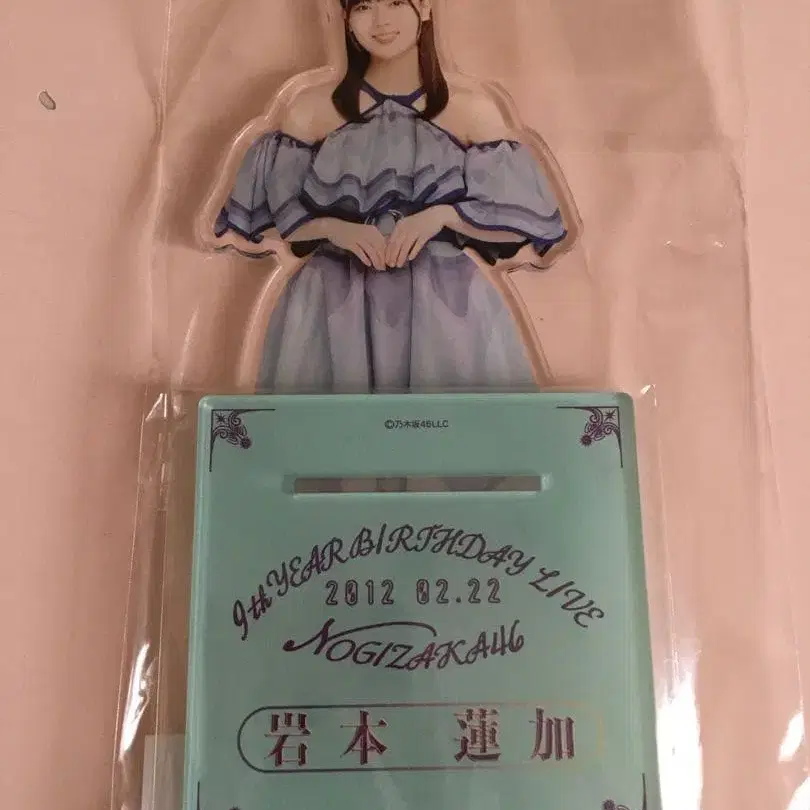 ©乃木坂46LLC
9th YEAR BIRTHDAY LIVE
2012 02.22
NOGIZAKA46
岩本 蓮加